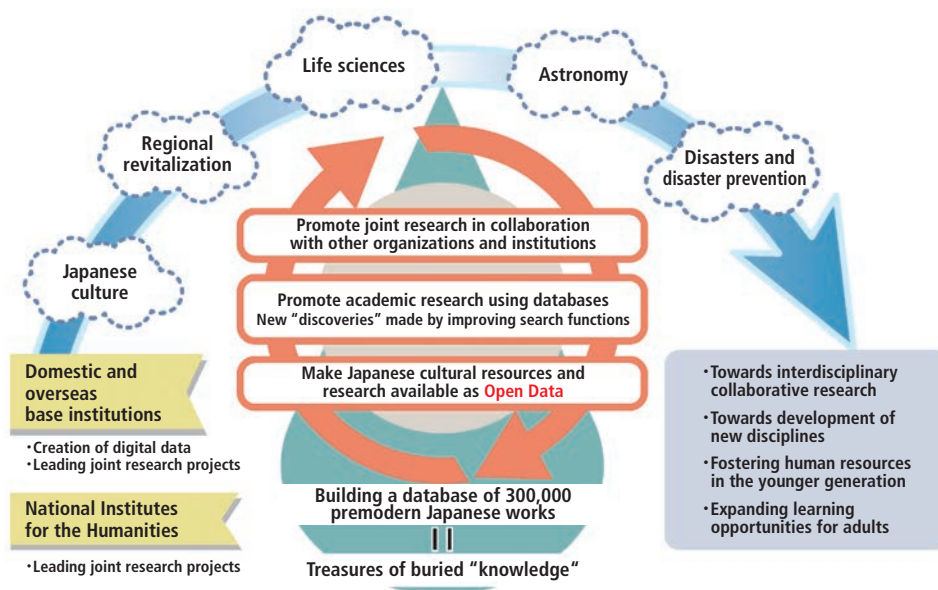 Life sciences
Astronomy
Regional
revitalization
Disasters and
disaster prevention
Japanese
culture
Promote joint research in collaboration
with other organizations and institutions
Promote academic research using databases
New “discoveries” made by improving search functions
Make Japanese cultural resources and
research available as Open Data
Domestic and
overseas
base institutions
・Creation of digital data
・Leading joint research projects
National Institutes
for the Humanities
・Leading joint research projects
Building a database of 300,000
premodern Japanese works
Treasures of buried “knowledge“
・Towards interdisciplinary
collaborative research
・Towards development of
new disciplines
・Fostering human resources
in the younger generation
・Expanding learning
opportunities for adults